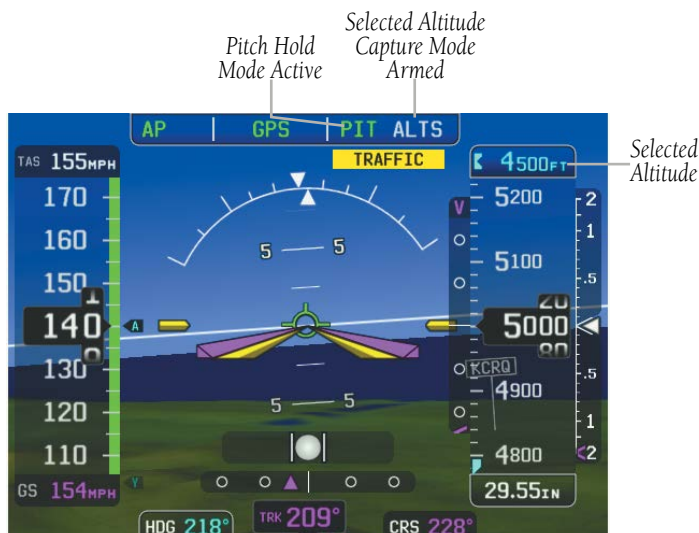 Pitch Hold
Mode Active
Selected Altitude
Capture Mode
Armed
AP GPS PIT ALTS
TAS 155MPH
TRAFFIC
4500FT
Selected
Altitude
170
160
150
140
130
120
110
5 5
5 5
V
5200
5100
20
5000
80
4900
4800
KCRQ
2
1
.5
.5
1
2
A
Y
GS 154MPH
29.55IN
HDG 218°
TRK 209°
CRS 228°